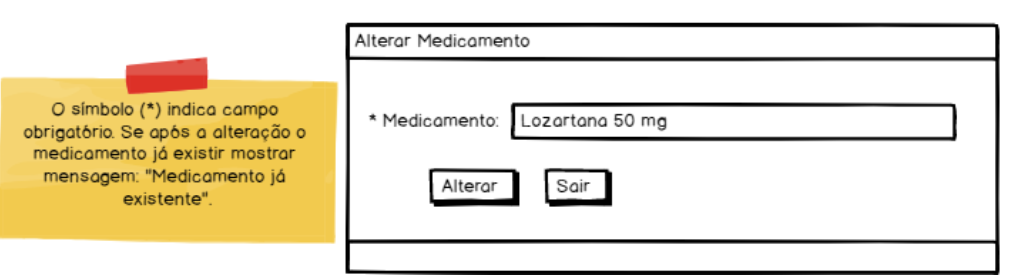 O símbolo (*) indica campo
obrigatório. Se após a alteração o
medicamento já existir mostrar
mensagem: "Medicamento já
existente".
Alterar Medicamento
* Medicamento: Lozartana 50 mg
Alterar Sair